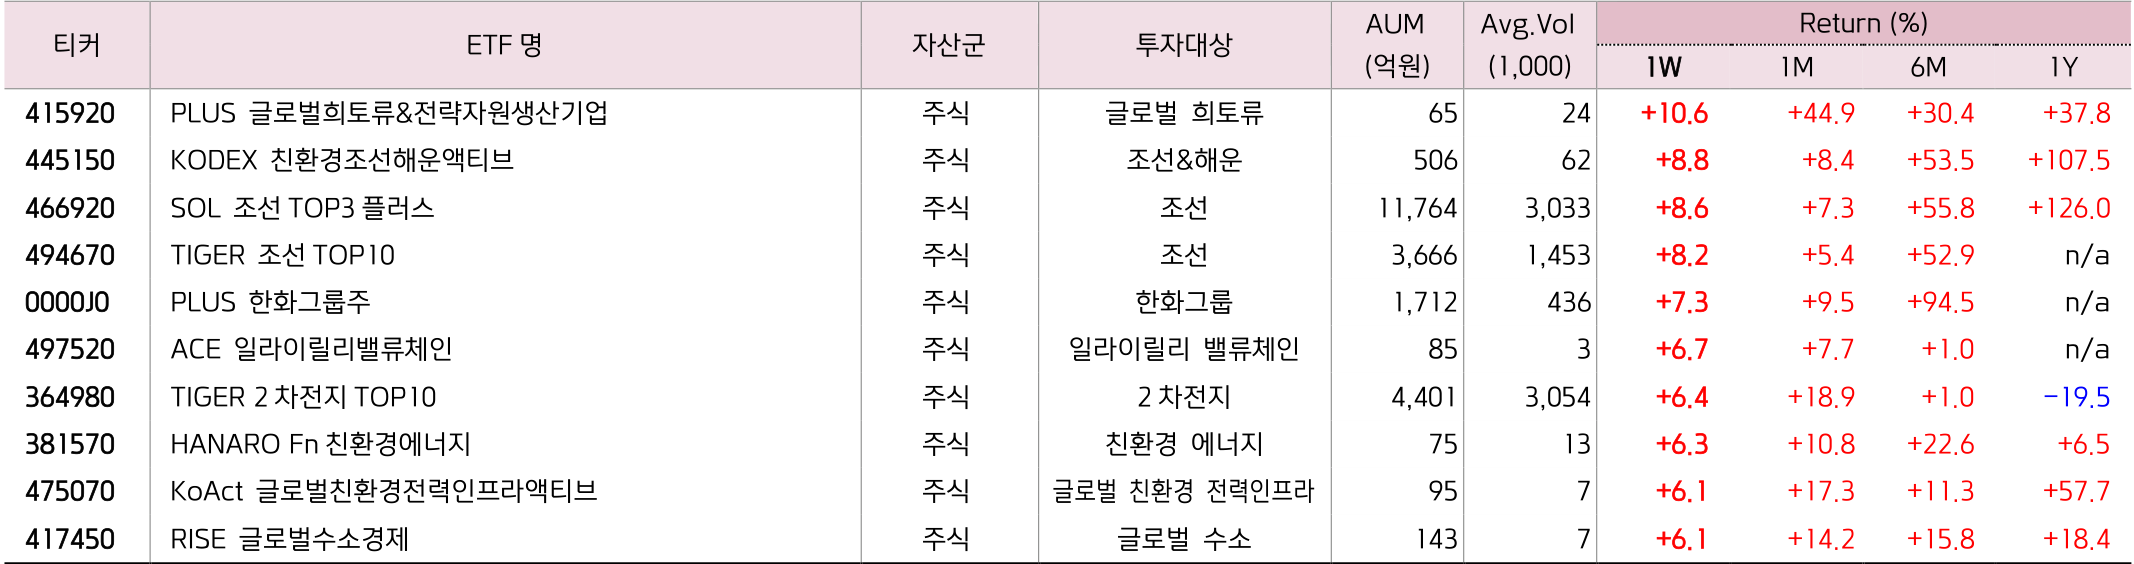 티커 ETF 명 자산군 투자대상 AUM (억원) Avg.Vol (1,000) Return (%)
1W 1M 6M 1Y
415920 PLUS 글로벌희토류&전략자원생산기업 주식 글로벌 희토류 65 24 +10.6 +44.9 +30.4 +37.8
445150 KODEX 친환경조선해운액티브 주식 조선&해운 506 62 +8.8 +8.4 +53.5 +107.5
466920 SOL 조선 TOP3 플러스 주식 조선 11,764 3,033 +8.6 +7.3 +55.8 +126.0
494670 TIGER 조선 TOP10 주식 조선 3,666 1,453 +8.2 +5.4 +52.9 n/a
0000J0 PLUS 한화그룹주 주식 한화그룹 1,712 436 +7.3 +9.5 +94.5 n/a
497520 ACE 일라이릴리밸류체인 주식 일라이릴리 밸류체인 85 3 +6.7 +7.7 +1.0 n/a
364980 TIGER 2차전지 TOP10 주식 2차전지 4,401 3,054 +6.4 +18.9 +1.0 -19.5
381570 HANARO Fn 친환경에너지 주식 친환경 에너지 75 13 +6.3 +10.8 +22.6 +6.5
475070 KoAct 글로벌친환경전력인프라액티브 주식 글로벌 친환경 전력인프라 95 7 +6.1 +17.3 +11.3 +57.7
417450 RISE 글로벌수소경제 주식 글로벌 수소 143 7 +6.1 +14.2 +15.8 +18.4